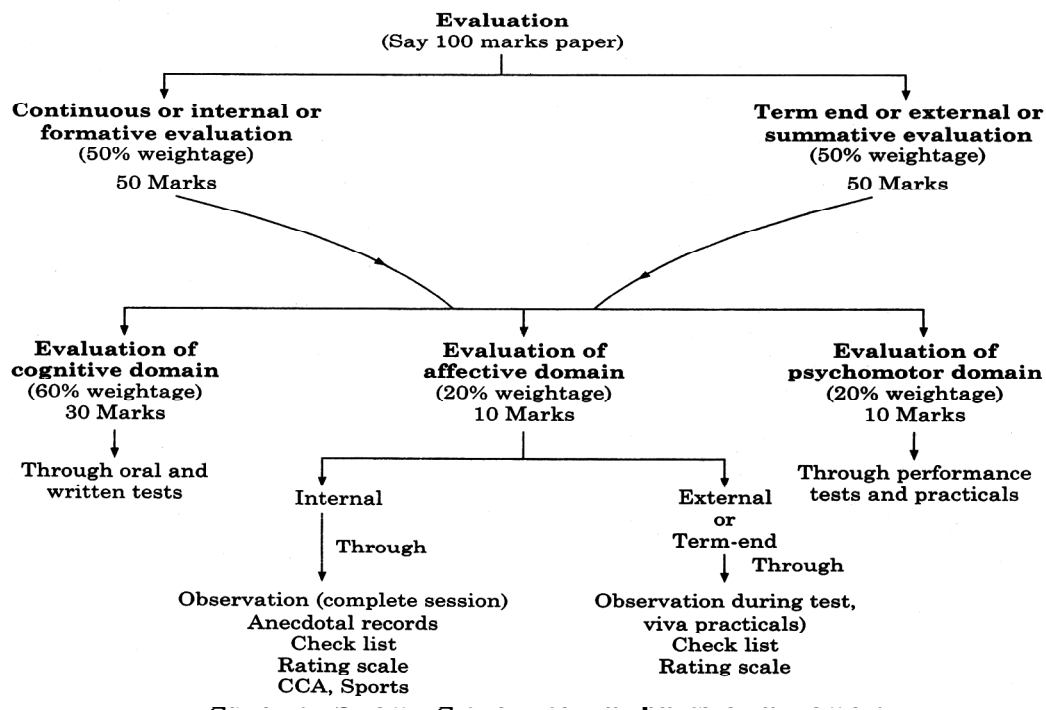 Evaluation
(Say 100 marks paper)
Continuous or internal or
formative evaluation
(50% weightage)
50 Marks
Term end or external or
summative evaluation
(50% weightage)
50 Marks
Evaluation of
cognitive domain
(60% weightage)
30 Marks
Through oral and
written tests
Evaluation of
affective domain
(20% weightage)
10 Marks
Internal
Through
Observation (complete session)
Anecdotal records
Check list
Rating scale
CCA, Sports
External
or
Term-end
Through
Observation during test,
viva practicals)
Check list
Rating scale
Evaluation of
psychomotor domain
(20% weightage)
10 Marks
Through performance
tests and practicals